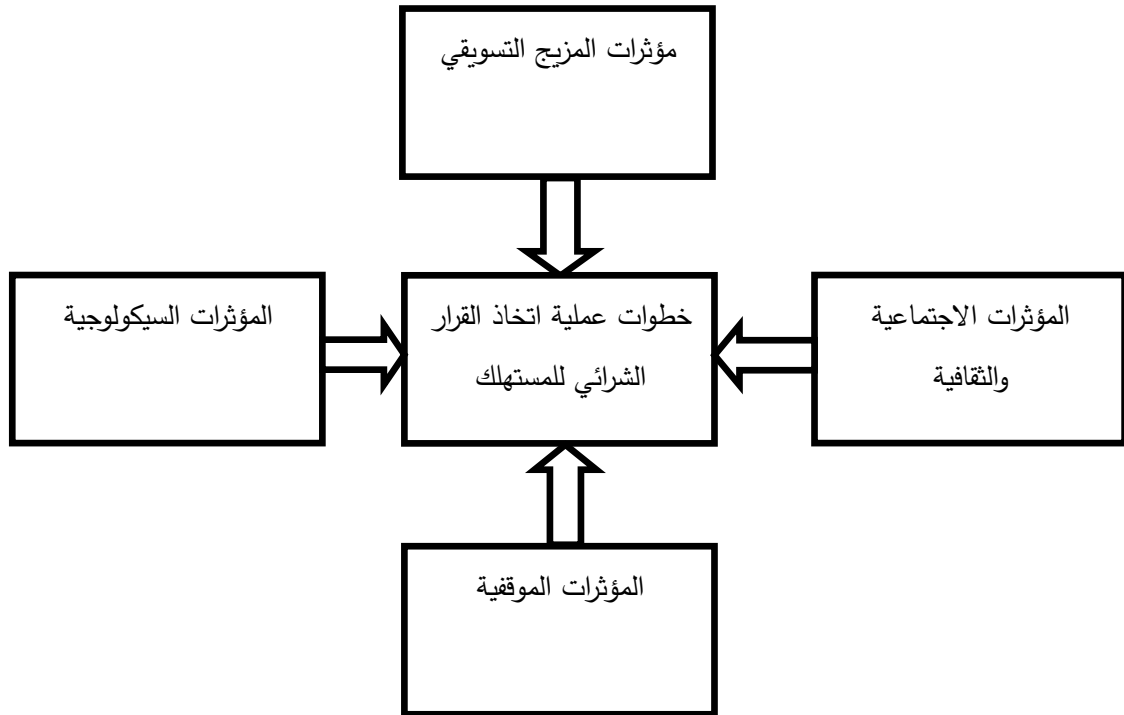 مؤثرات المزيج التسويقي
المؤثرات الاجتماعية
والثقافية
خطوات عملية اتخاذ القرار
الشرائي للمستهلك
المؤثرات السيكولوجية
المؤثرات الموقفية